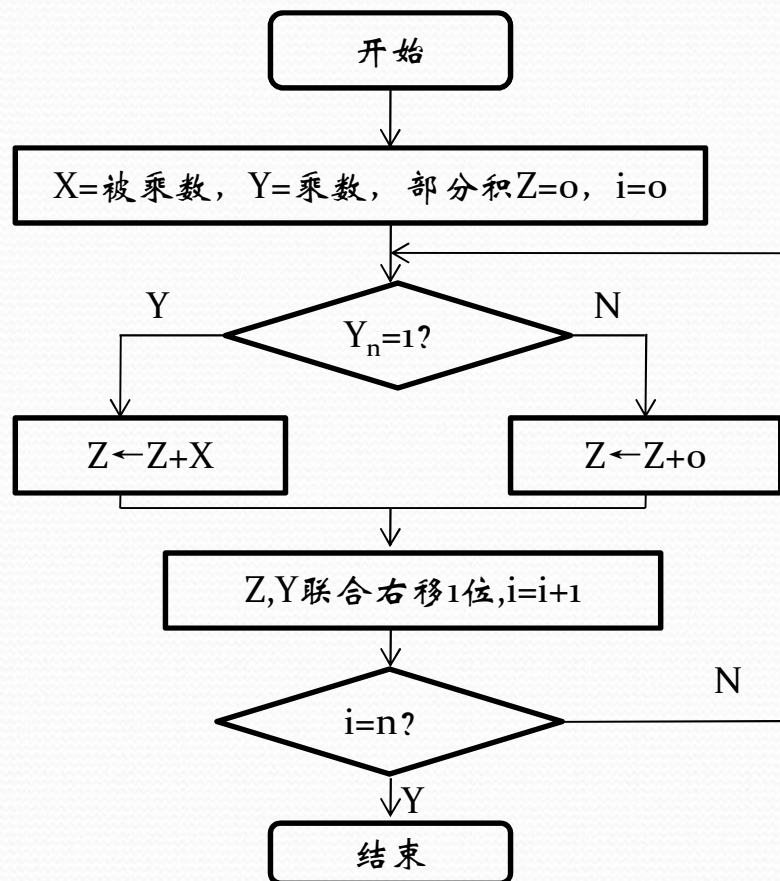 开始
X=被乘数，Y=乘数，部分积Z=0，i=0
Y N
Yn=1?
Z←Z+X Z←Z+0
Z,Y联合右移1位,i=i+1
N
i=n?
Y
结束